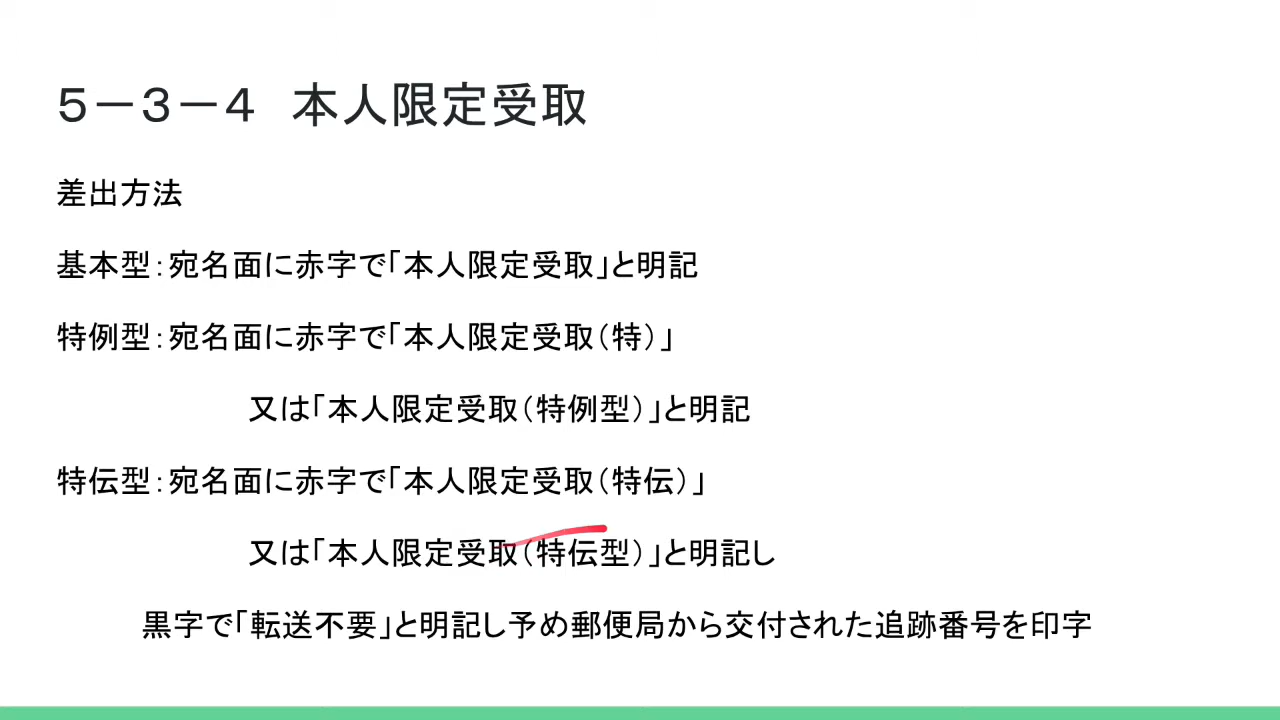 ５－３－４　本人限定受取
差出方法
基本型：宛名面に赤字で「本人限定受取」と明記
特例型：宛名面に赤字で「本人限定受取（特）」
又は「本人限定受取（特例型）」と明記
特伝型：宛名面に赤字で「本人限定受取（特伝）」
又は「本人限定受取（特伝型）」と明記し
黒字で「転送不要」と明記し予め郵便局から交付された追跡番号を印字